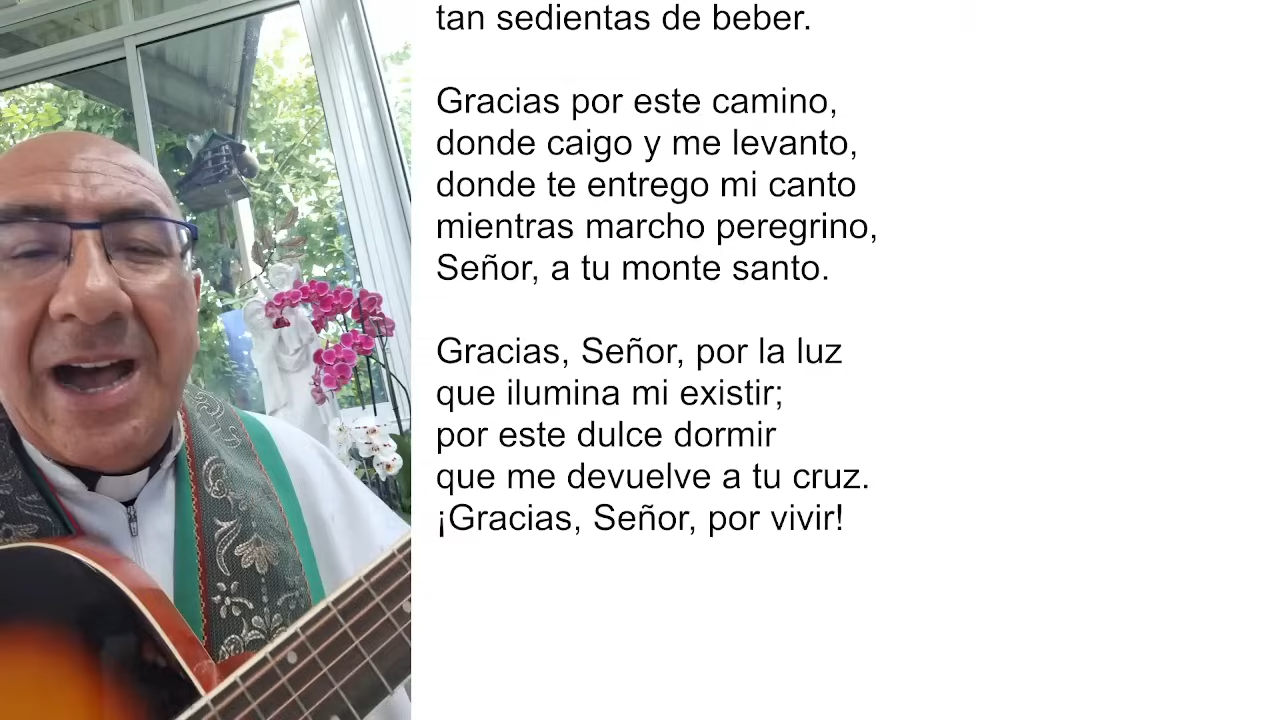 tan sedientas de beber.
Gracias por este camino,
donde caigo y me levanto,
donde te entrego mi canto
mientras marcho peregrino,
Señor, a tu monte santo.
Gracias, Señor, por la luz
que ilumina mi existir;
por este dulce dormir
que me devuelve a tu cruz.
¡Gracias, Señor, por vivir!